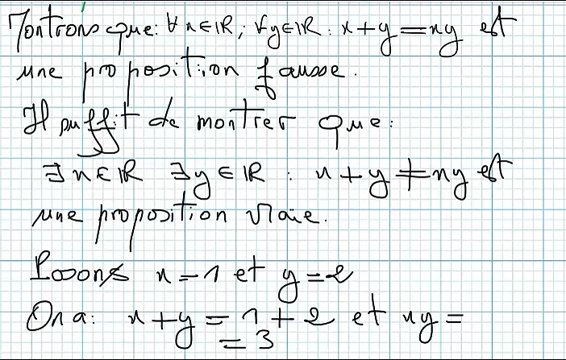 Montrons que: ∀x∈ℝ; ∀y∈ℝ: x+y=xy est
une proposition fausse.
Il suffit de montrer que:
∃x∈ℝ ∃y∈ℝ: x+y≠xy est
une proposition vraie.
Posons x=1 et y=2
On a: x+y=1+2 et xy=
=3